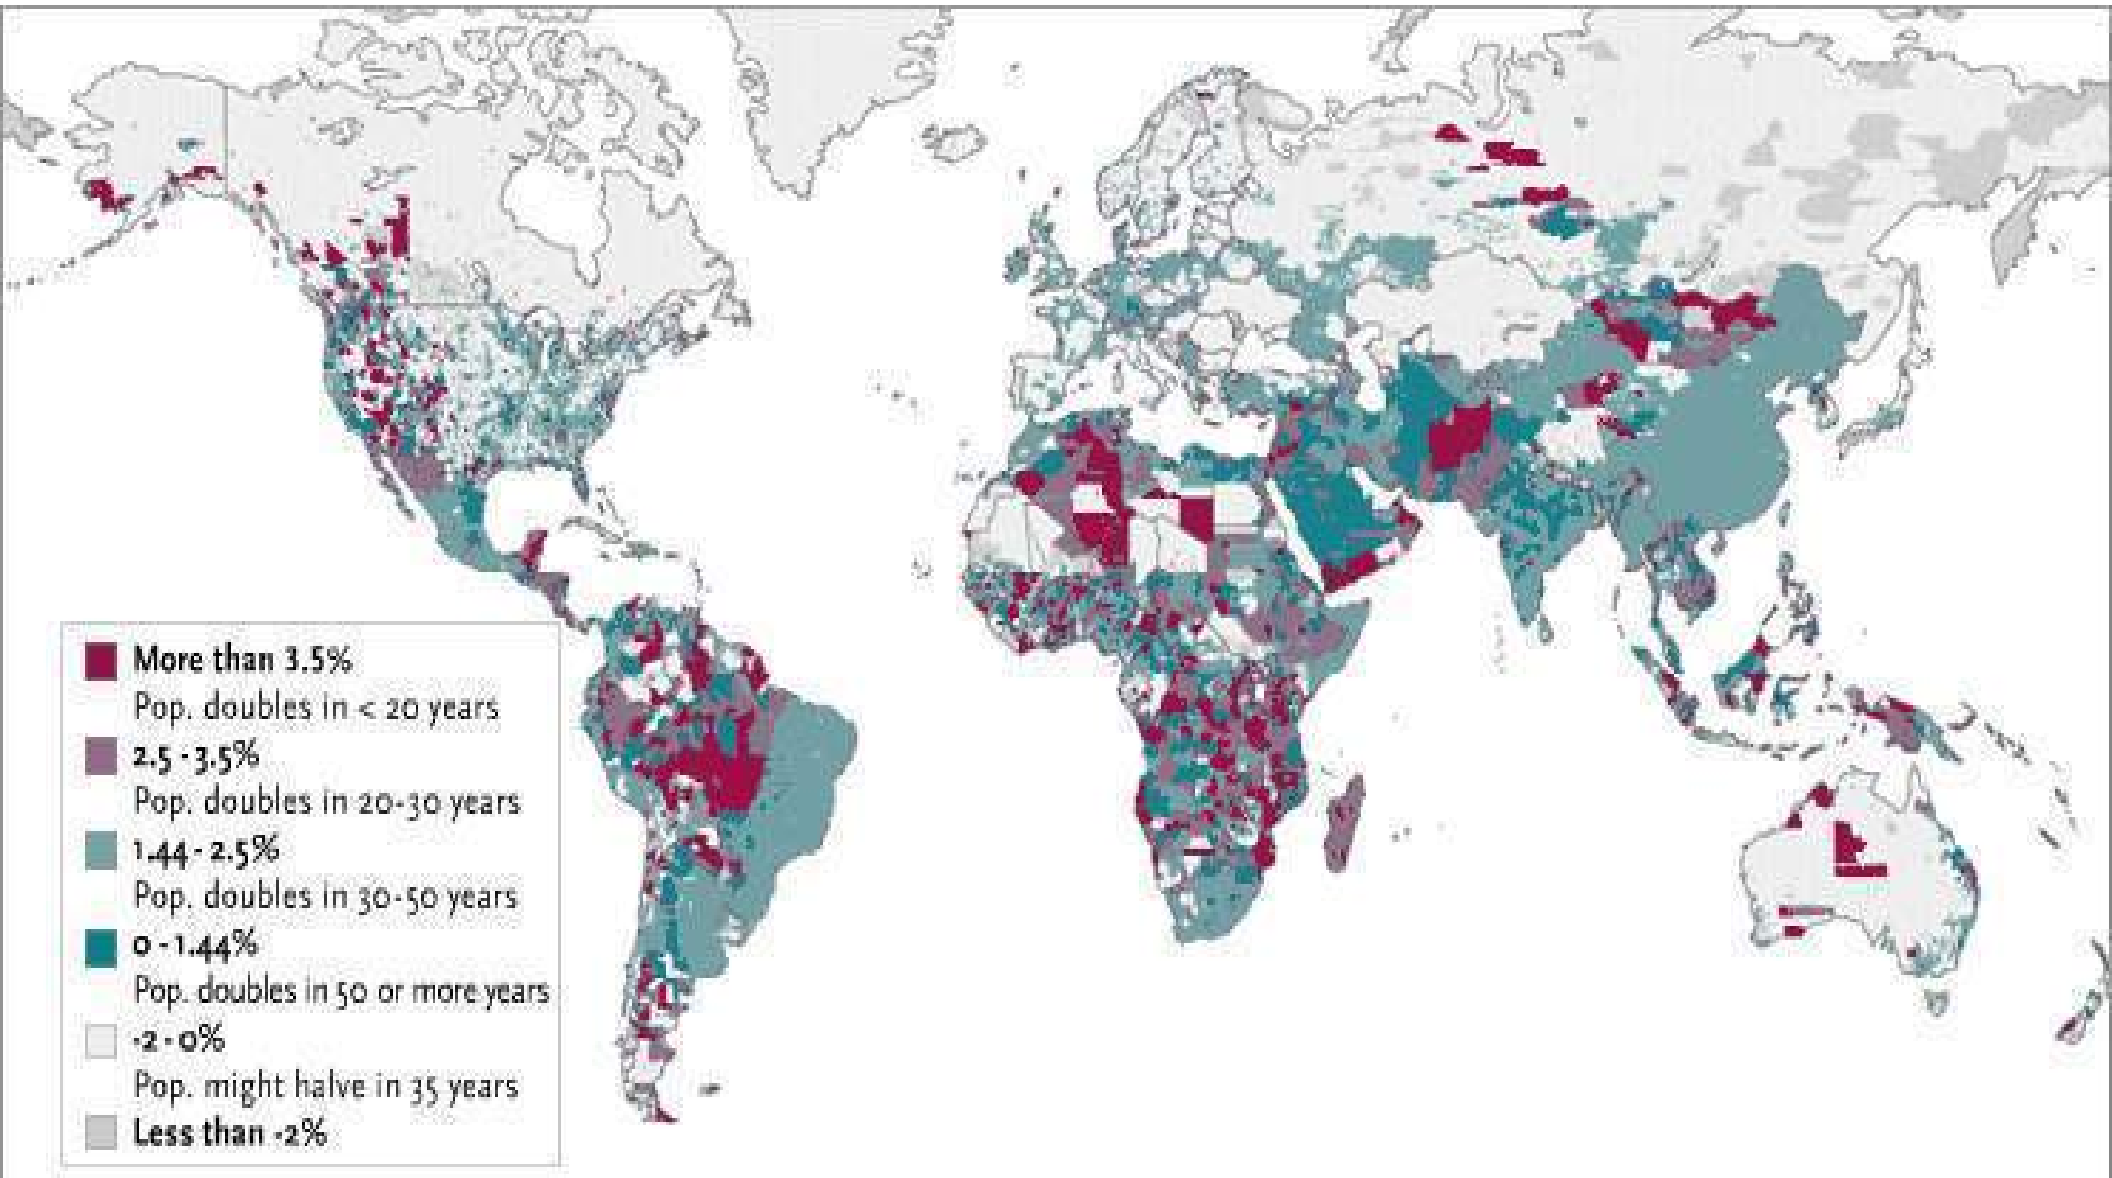 More than 3.5%
Pop. doubles in < 20 years
2.5 - 3.5%
Pop. doubles in 20-30 years
1.44 - 2.5%
Pop. doubles in 30-50 years
0 - 1.44%
Pop. doubles in 50 or more years
-2 - 0%
Pop. might halve in 35 years
Less than -2%